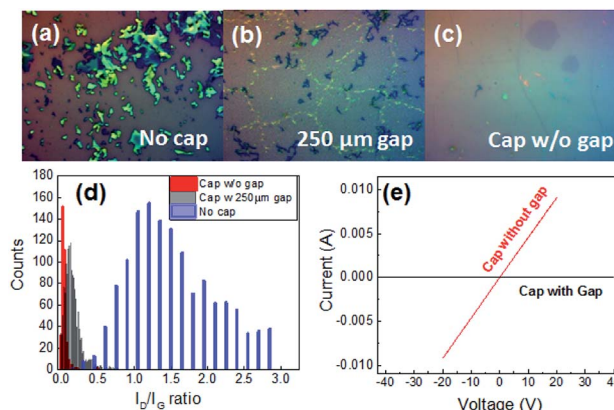 (a)
(b)
(c)
No cap
250 µm gap
Cap w/o gap
(d)
Cap w/o gap
Cap w 250µm gap
No cap
180
160
140
120
100
80
60
40
20
0
Counts
0.0 0.5 1.0 1.5 2.0 2.5 3.0
I_D/I_G ratio
(e)
0.010
0.005
0.000
-0.005
-0.010
Current (A)
Cap without gap
Cap with Gap
-40 -30 -20 -10 0 10 20 30 40
Voltage (V)